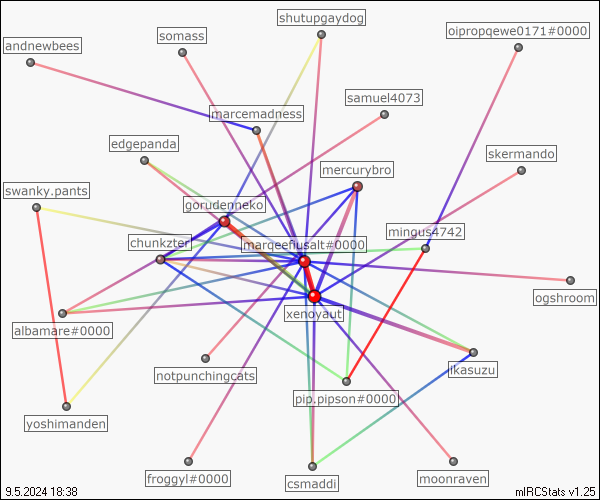 shutupgaydog
somass
oipropqewe0171#0000
andnewbees
samuel4073
marcemadness
edgepanda
skermando
mercurybro
swanky.pants
gorudenneko
mingus4742
chunkzter
marqeefiusalt#0000
ogshroom
xenoyaut
albamare#0000
ikasuzu
notpunchingcats
pip.pipson#0000
yoshimanden
froggyl#0000
csmaddi
moonraven
9.5.2024 18:38
mIRCStats v1.25